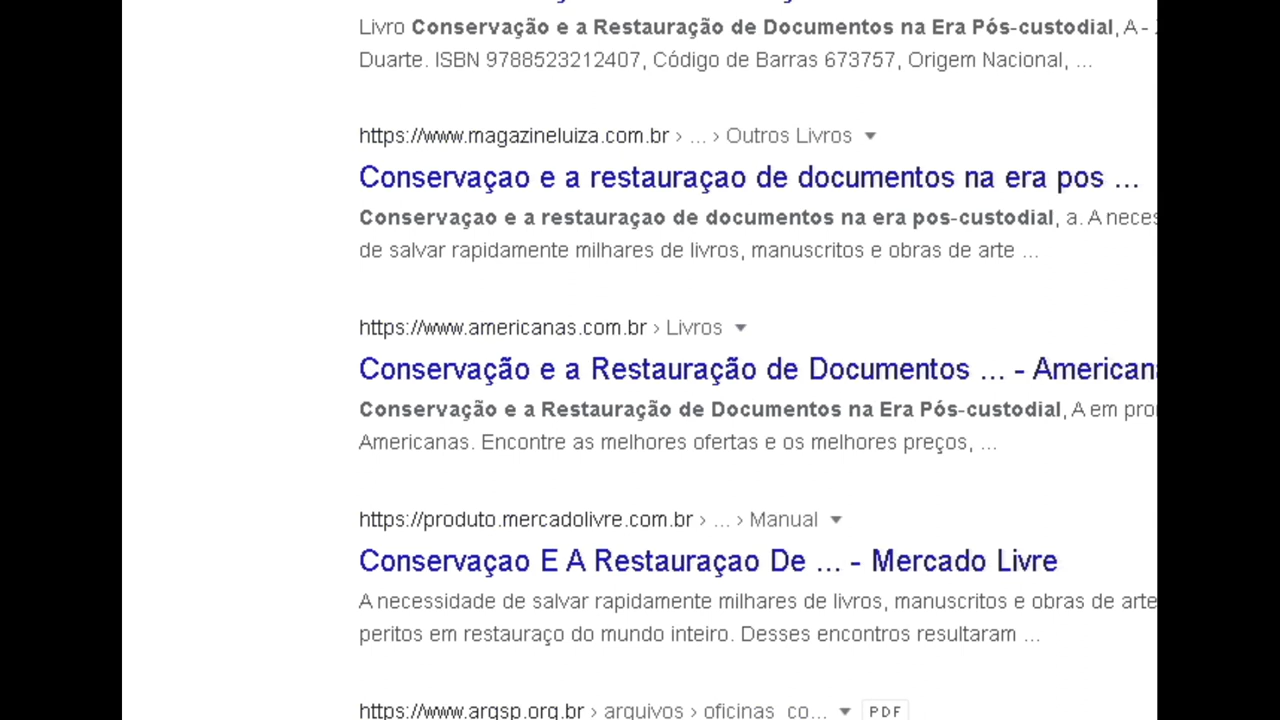 Livro Conservação e a Restauração de Documentos na Era Pós-custodial, A -
Duarte. ISBN 9788523212407, Código de Barras 673757, Origem Nacional, ...
https://www.magazineluiza.com.br › ... › Outros Livros
Conservaçao e a restauraçao de documentos na era pos ...
Conservaçao e a restauraçao de documentos na era pos-custodial, a. A neces
de salvar rapidamente milhares de livros, manuscritos e obras de arte ...
https://www.americanas.com.br › Livros
Conservação e a Restauração de Documentos ... - American
Conservação e a Restauração de Documentos na Era Pós-custodial, A em pro
Americanas. Encontre as melhores ofertas e os melhores preços, ...
https://produto.mercadolivre.com.br › ... › Manual
Conservaçao E A Restauraçao De ... - Mercado Livre
A necessidade de salvar rapidamente milhares de livros, manuscritos e obras de arte
peritos em restauraço do mundo inteiro. Desses encontros resultaram ...
https://www.arqsp.org.br › arquivos › oficinas_co... PDF